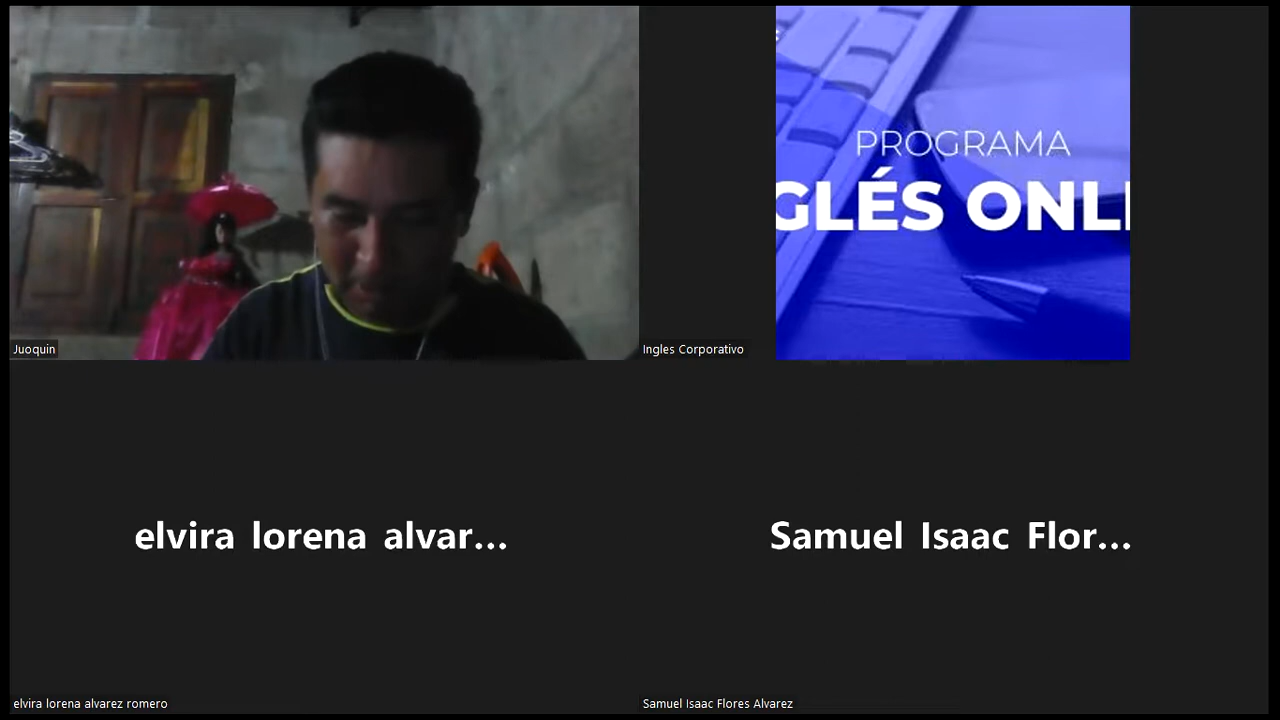 PROGRAMA
GLÉS ONLI
Juoquin
Ingles Corporativo
elvira lorena alvar...
Samuel Isaac Flor...
elvira lorena alvarez romero
Samuel Isaac Flores Alvarez